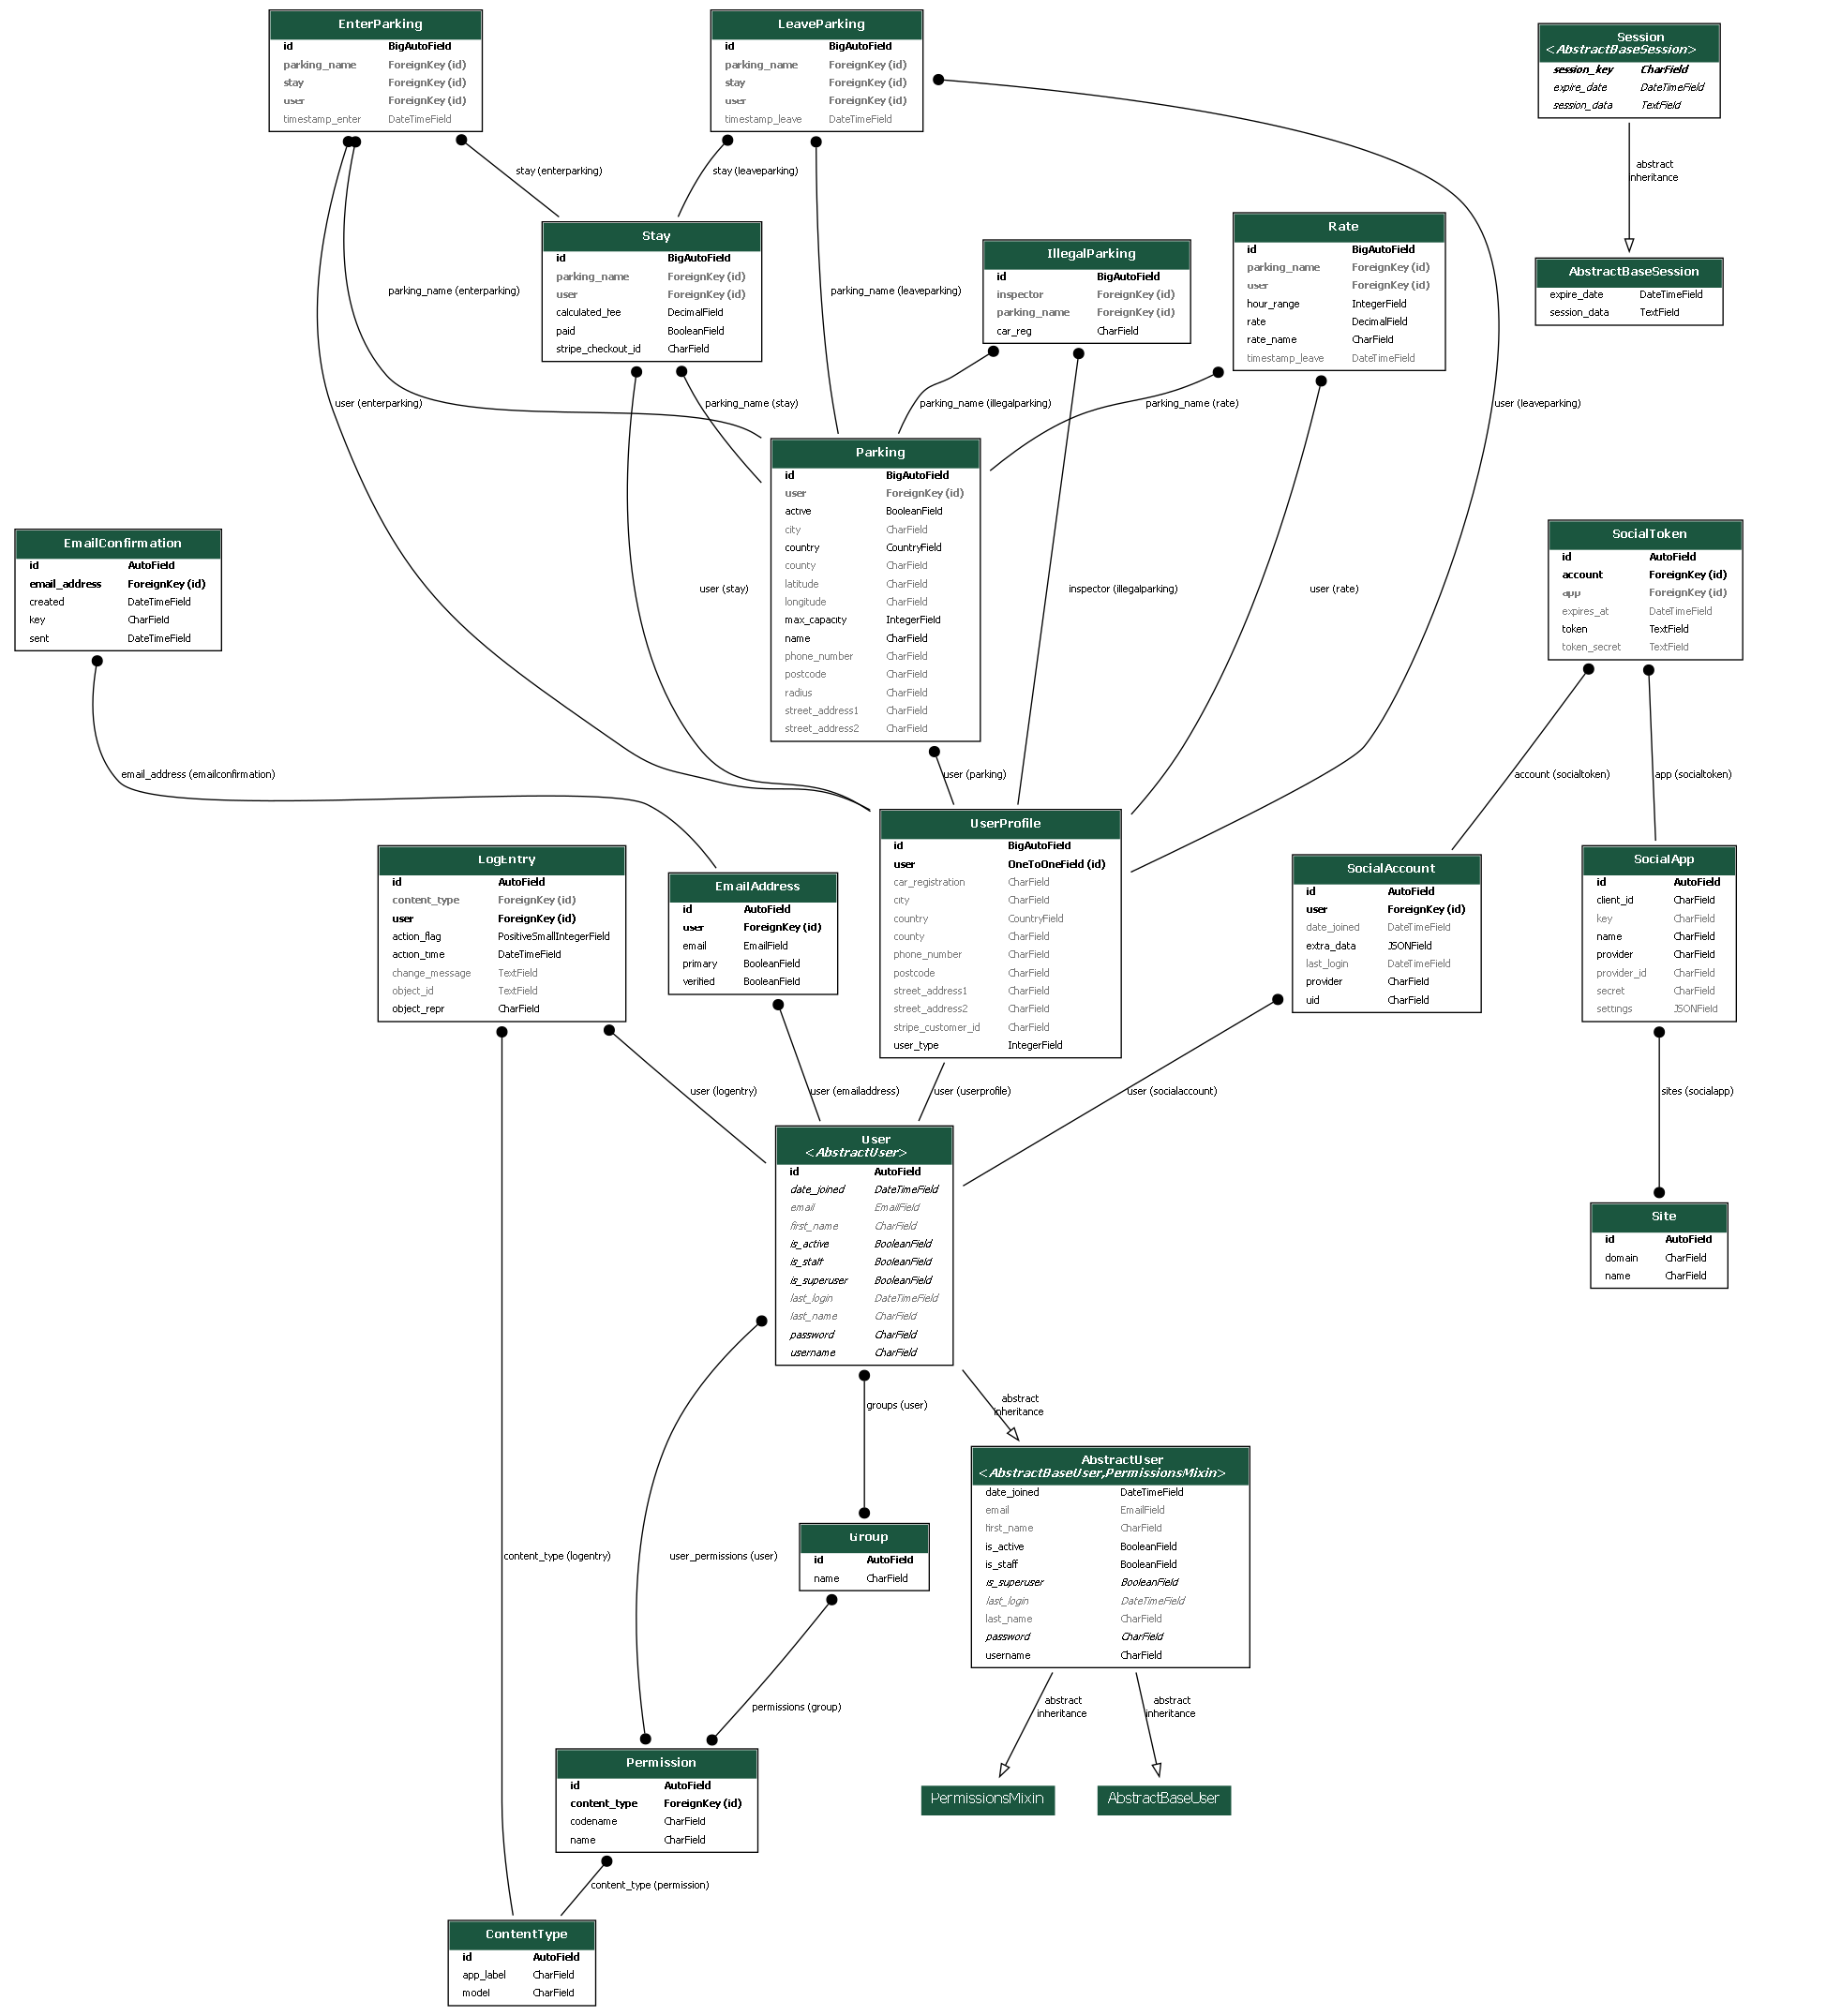 EnterParking
id BigAutoField
parking_name ForeignKey (id)
stay ForeignKey (id)
user ForeignKey (id)
timestamp_enter DateTimeField
LeaveParking
id BigAutoField
parking_name ForeignKey (id)
stay ForeignKey (id)
user ForeignKey (id)
timestamp_leave DateTimeField
Session
<AbstractBaseSession>
session_key CharField
expire_date DateTimeField
session_data TextField
stay (enterparking)
stay (leaveparking)
abstract
inheritance
Stay
id BigAutoField
parking_name ForeignKey (id)
user ForeignKey (id)
calculated_fee DecimalField
paid BooleanField
stripe_checkout_id CharField
IllegalParking
id BigAutoField
inspector ForeignKey (id)
parking_name ForeignKey (id)
car_reg CharField
Rate
id BigAutoField
parking_name ForeignKey (id)
user ForeignKey (id)
hour_range IntegerField
rate DecimalField
rate_name CharField
timestamp_leave DateTimeField
AbstractBaseSession
expire_date DateTimeField
session_data TextField
parking_name (enterparking)
parking_name (leaveparking)
user (enterparking)
parking_name (stay)
parking_name (illegalparking)
parking_name (rate)
user (leaveparking)
Parking
id BigAutoField
user ForeignKey (id)
active BooleanField
city CharField
country CountryField
county CharField
latitude CharField
longitude CharField
max_capacity IntegerField
name CharField
phone_number CharField
postcode CharField
radius CharField
street_address1 CharField
street_address2 CharField
EmailConfirmation
id AutoField
email_address ForeignKey (id)
created DateTimeField
key CharField
sent DateTimeField
user (stay)
inspector (illegalparking)
user (rate)
SocialToken
id AutoField
account ForeignKey (id)
app ForeignKey (id)
expires_at DateTimeField
token TextField
token_secret TextField
email_address (emailconfirmation)
user (parking)
account (socialtoken)
app (socialtoken)
LogEntry
id AutoField
content_type ForeignKey (id)
user ForeignKey (id)
action_flag PositiveSmallIntegerField
action_time DateTimeField
change_message TextField
object_id TextField
object_repr CharField
EmailAddress
id AutoField
user ForeignKey (id)
email EmailField
primary BooleanField
verified BooleanField
UserProfile
id BigAutoField
user OneToOneField (id)
car_registration CharField
city CharField
country CountryField
county CharField
phone_number CharField
postcode CharField
street_address1 CharField
street_address2 CharField
stripe_customer_id CharField
user_type IntegerField
SocialAccount
id AutoField
user ForeignKey (id)
date_joined DateTimeField
extra_data JSONField
last_login DateTimeField
provider CharField
uid CharField
SocialApp
id AutoField
client_id CharField
key CharField
name CharField
provider CharField
provider_id CharField
secret CharField
settings JSONField
user (logentry)
user (emailaddress)
user (userprofile)
user (socialaccount)
sites (socialapp)
User
<AbstractUser>
id AutoField
date_joined DateTimeField
email EmailField
first_name CharField
is_active BooleanField
is_staff BooleanField
is_superuser BooleanField
last_login DateTimeField
last_name CharField
password CharField
username CharField
Site
id AutoField
domain CharField
name CharField
groups (user)
abstract
inheritance
AbstractUser
<AbstractBaseUser,PermissionsMixin>
date_joined DateTimeField
email EmailField
first_name CharField
is_active BooleanField
is_staff BooleanField
is_superuser BooleanField
last_login DateTimeField
last_name CharField
password CharField
username CharField
content_type (logentry)
user_permissions (user)
Group
id AutoField
name CharField
permissions (group)
abstract
inheritance
abstract
inheritance
Permission
id AutoField
content_type ForeignKey (id)
codename CharField
name CharField
PermissionsMixin
AbstractBaseUser
content_type (permission)
ContentType
id AutoField
app_label CharField
model CharField